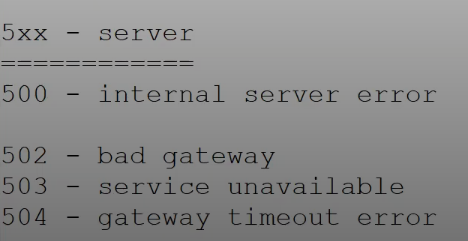 5xx - server
============
500 - internal server error

502 - bad gateway
503 - service unavailable
504 - gateway timeout error